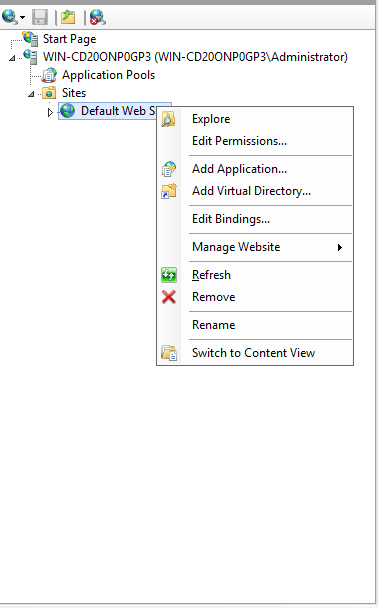 Start Page
WIN-CD20ONP0GP3 (WIN-CD20ONP0GP3\Administrator)
Application Pools
Sites
Default Web S
Explore
Edit Permissions...
Add Application...
Add Virtual Directory...
Edit Bindings...
Manage Website
Refresh
Remove
Rename
Switch to Content View